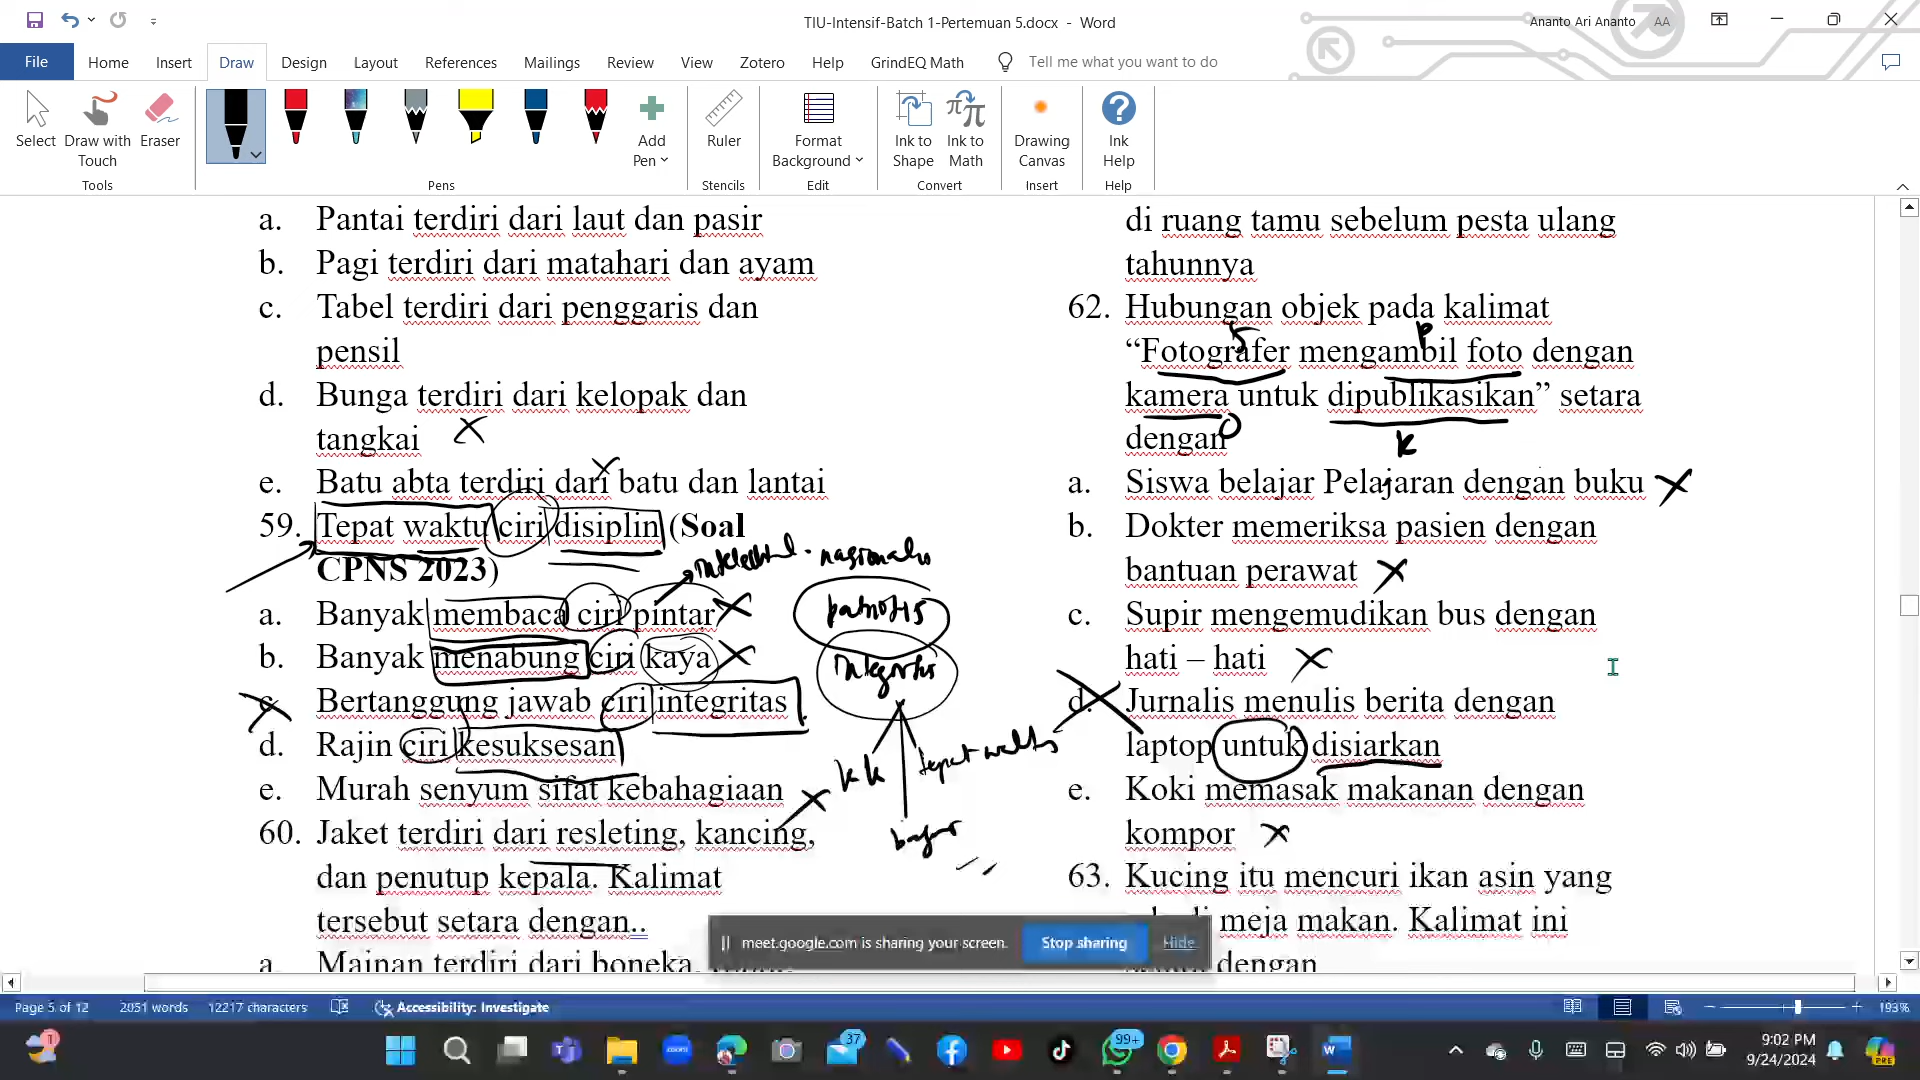 TIU-Intensif-Batch 1-Pertemuan 5.docx - Word
Ananto Ari Ananto AA
File Home Insert Draw Design Layout References Mailings Review View Zotero Help GrindEQ Math Tell me what you want to do
Select
Draw with Touch
Eraser
Add Pen
Ruler
Format Background
Ink to Shape
Ink to Math
Drawing Canvas
Ink Help
Tools Pens Stencils Edit Convert Insert Help
a. Pantai terdiri dari laut dan pasir
b. Pagi terdiri dari matahari dan ayam
c. Tabel terdiri dari penggaris dan
pensil
d. Bunga terdiri dari kelopak dan
tangkai
e. Batu abta terdiri dari batu dan lantai
59. Tepat waktu ciri disiplin (Soal
CPNS 2023)
a. Banyak membaca ciri pintar
b. Banyak menabung ciri kaya
c. Bertanggung jawab ciri integritas
d. Rajin ciri kesuksesan
e. Murah senyum sifat kebahagiaan
60. Jaket terdiri dari resleting, kancing,
dan penutup kepala. Kalimat
tersebut setara dengan..
a. Mainan terdiri dari boneka,
patriotis
Integritas
kk
tepat waktu
di ruang tamu sebelum pesta ulang
tahunnya
62. Hubungan objek pada kalimat
S P
“Fotografer mengambil foto dengan
kamera untuk dipublikasikan” setara
O K
dengan
a. Siswa belajar Pelajaran dengan buku
b. Dokter memeriksa pasien dengan
bantuan perawat
c. Supir mengemudikan bus dengan
hati – hati
d. Jurnalis menulis berita dengan
laptop untuk disiarkan
e. Koki memasak makanan dengan
kompor
63. Kucing itu mencuri ikan asin yang
di meja makan. Kalimat ini
dengan
meet.google.com is sharing your screen. Stop sharing Hide
Page 5 of 12 2051 words 12217 characters Accessibility: Investigate 193%
1
zoom
37
99+
W
PRE
9:02 PM
9/24/2024